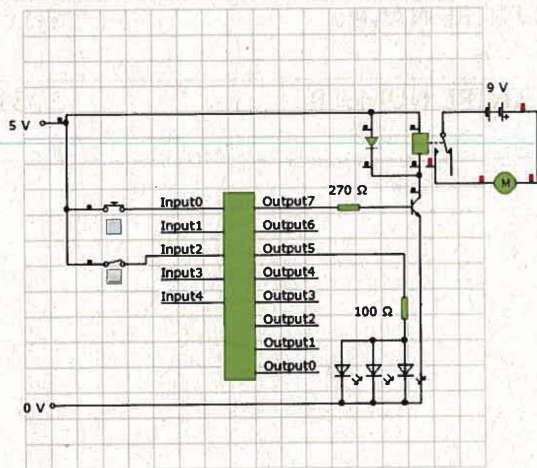 9 V
5 V
270 Ω
Input0
Output7
Input1
Output6
Input2
Output5
Input3
Output4
Input4
Output3
100 Ω
Output2
Output1
Output0
M
0 V